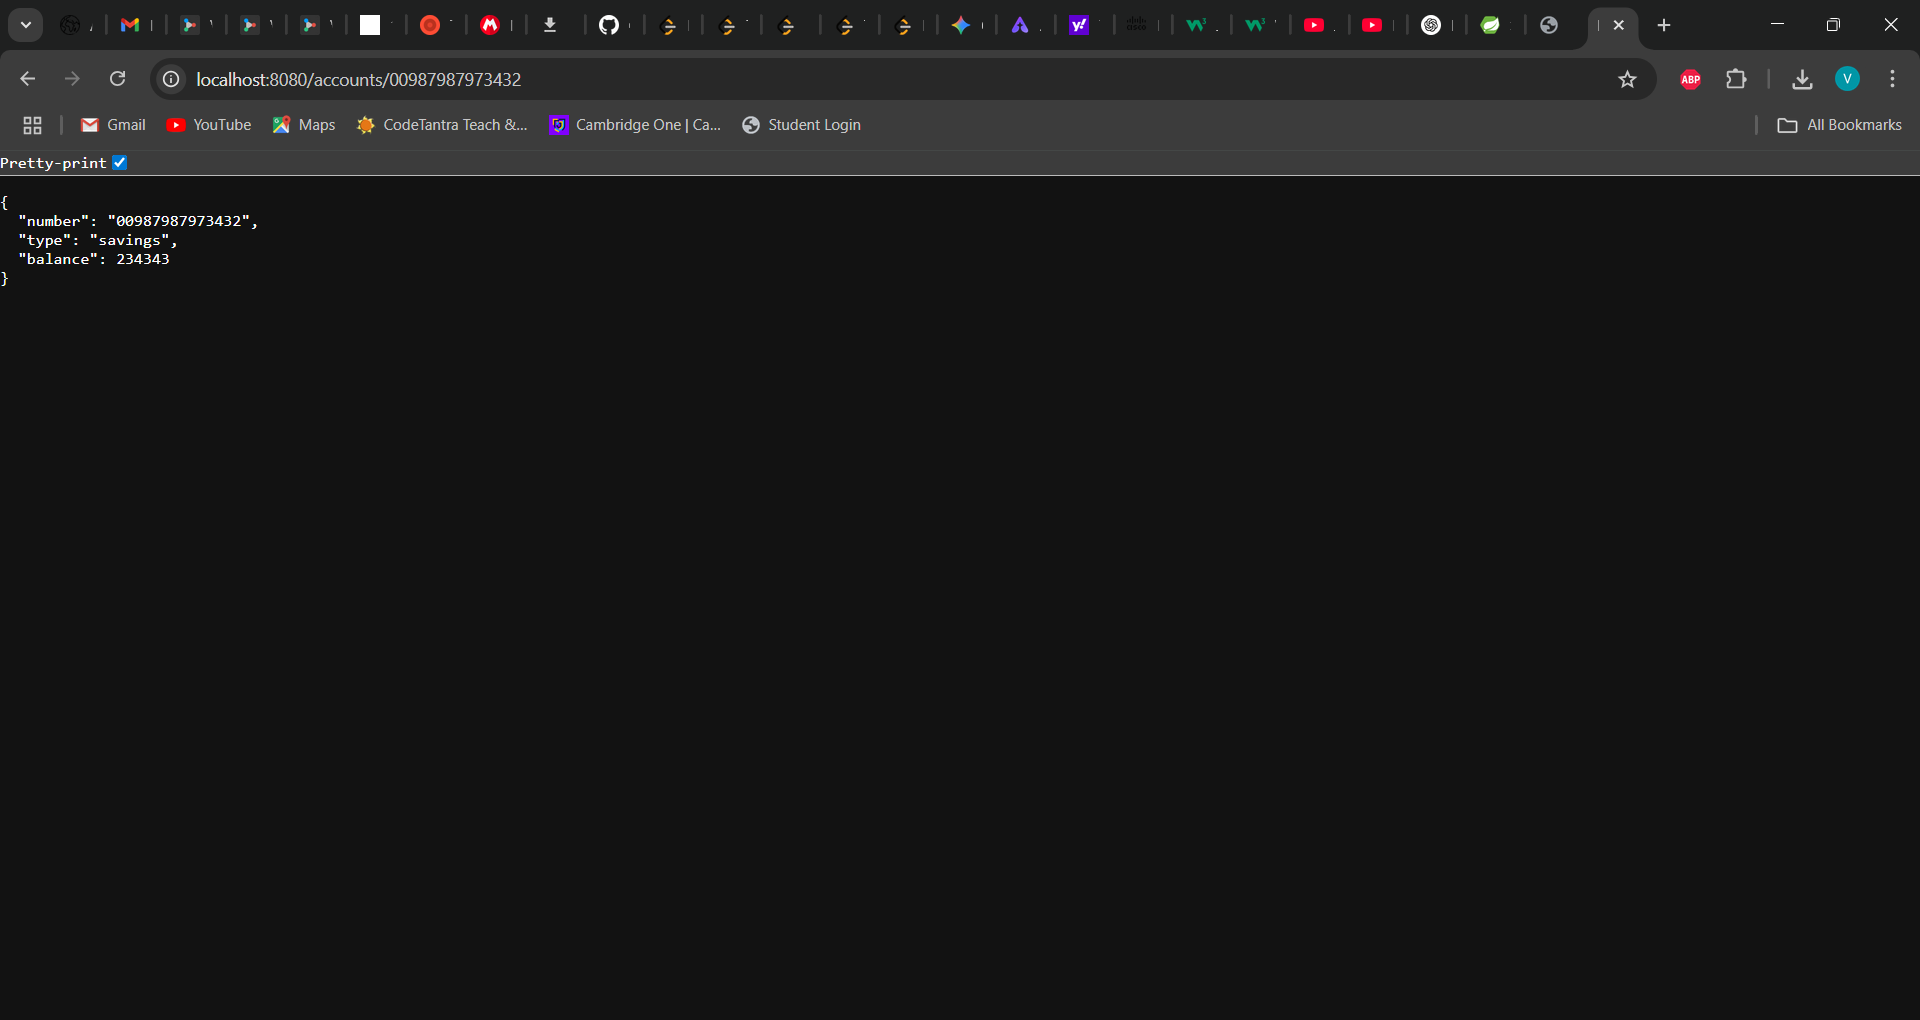 localhost:8080/accounts/00987987973432
ABP
V
Gmail
YouTube
Maps
CodeTantra Teach &...
Cambridge One | Ca...
Student Login
All Bookmarks
Pretty-print
{
"number": "00987987973432",
"type": "savings",
"balance": 234343
}